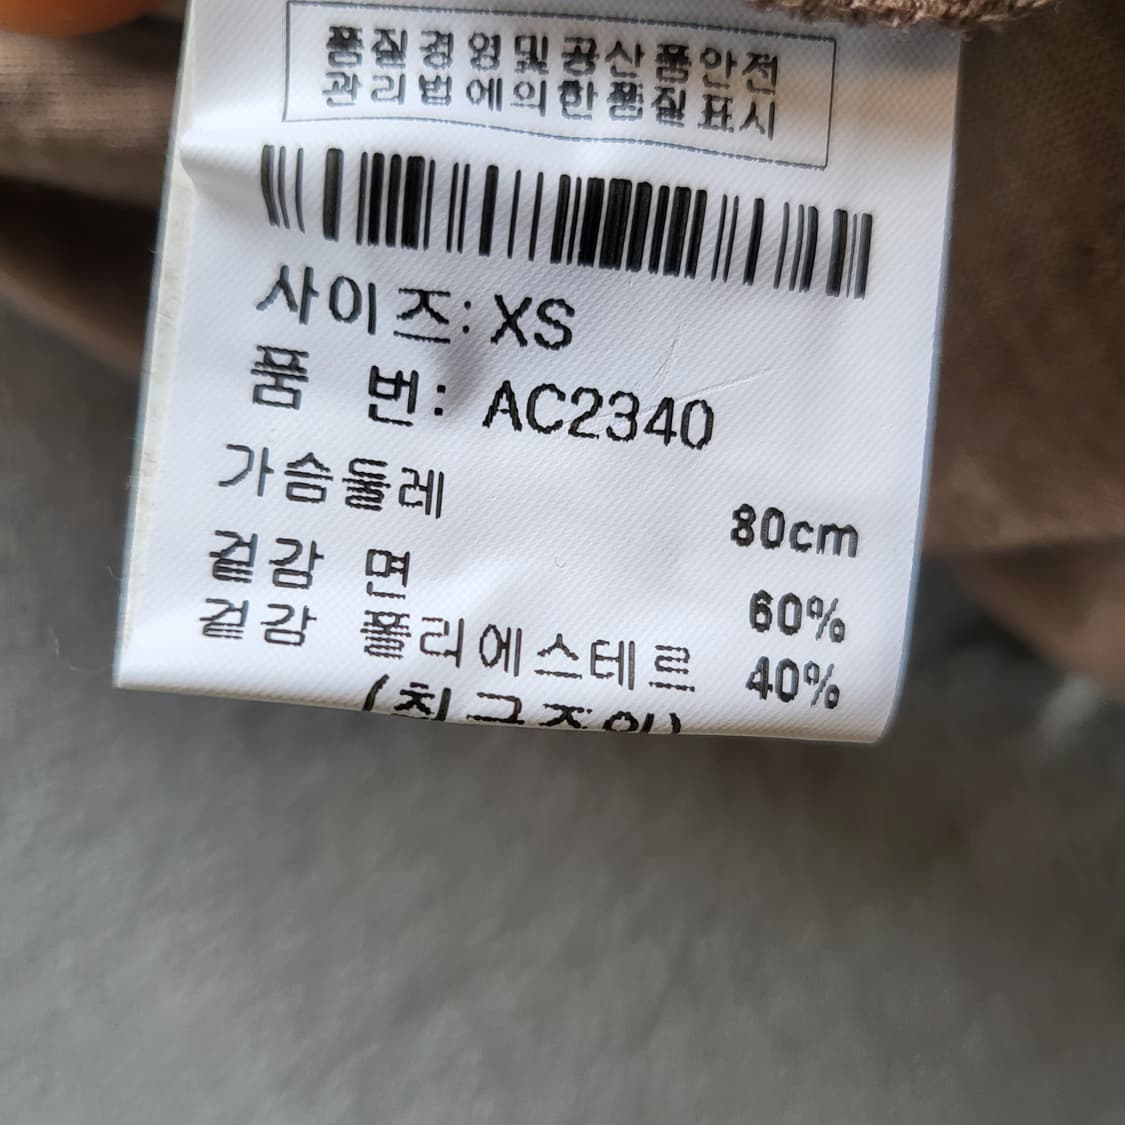 품질경영및공산품안전
관리법에의한품질표시
사이즈: XS
품 번: AC2340
가슴둘레 80cm
겉감 면 60%
겉감 폴리에스테르 40%